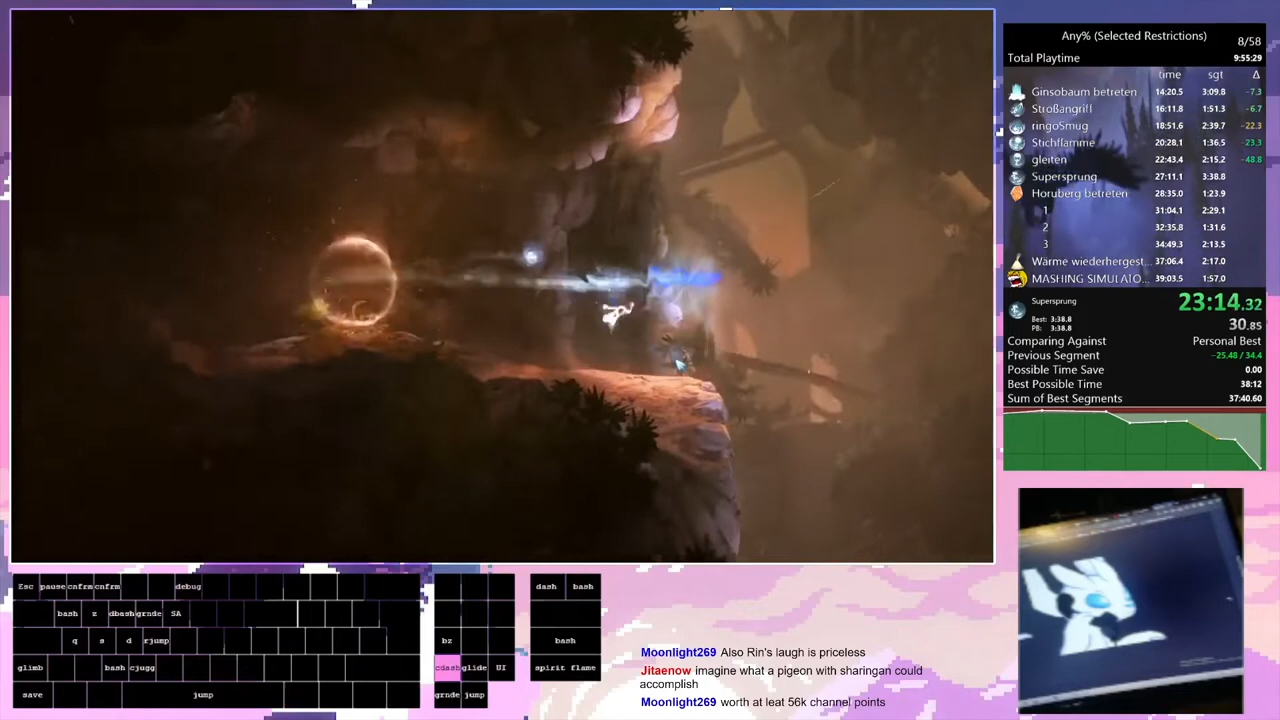 Any% (Selected Restrictions)
8/58
Total Playtime 9:55:29
time sgt Δ
Ginsobaum betreten 14:20.5 3:09.8 -7.3
Stroßangriff 16:11.8 1:51.3 -6.7
ringoSmug 18:51.6 2:39.7 -22.3
Stichflamme 20:28,1 1:36,5 -23,3
gleiten 22:43.4 2:15.2 -48.8
Supersprung 27:11.1 3:38.8
Horuberg betreten 28:35.0 1:23.9
1 31:04.1 2:29.1
2 32:35.8 1:31.6
3 34:49.3 2:13.5
Wärme wiederhergest... 37:06.4 2:17.0
MASHING SIMULATO... 39:03.5 1:57.0
Supersprung 23:14.32
Best: 3:38.8
PB: 3:38.8 30.85
Comparing Against Personal Best
Previous Segment -25.48 / 34.4
Possible Time Save 0.00
Best Possible Time 38:12
Sum of Best Segments 37:40.60
Esc pause cnfrm cnfrm debug dash bash
bash z dbash grnde SA
q s d rjump bz bash
glimb bash cjugg cdash glide UI spirit flame
save jump grnde jump
Moonlight269 Also Rin's laugh is priceless
Jitaenow imagine what a pigeon with sharingan could
accomplish
Moonlight269 worth at leat 56k channel points